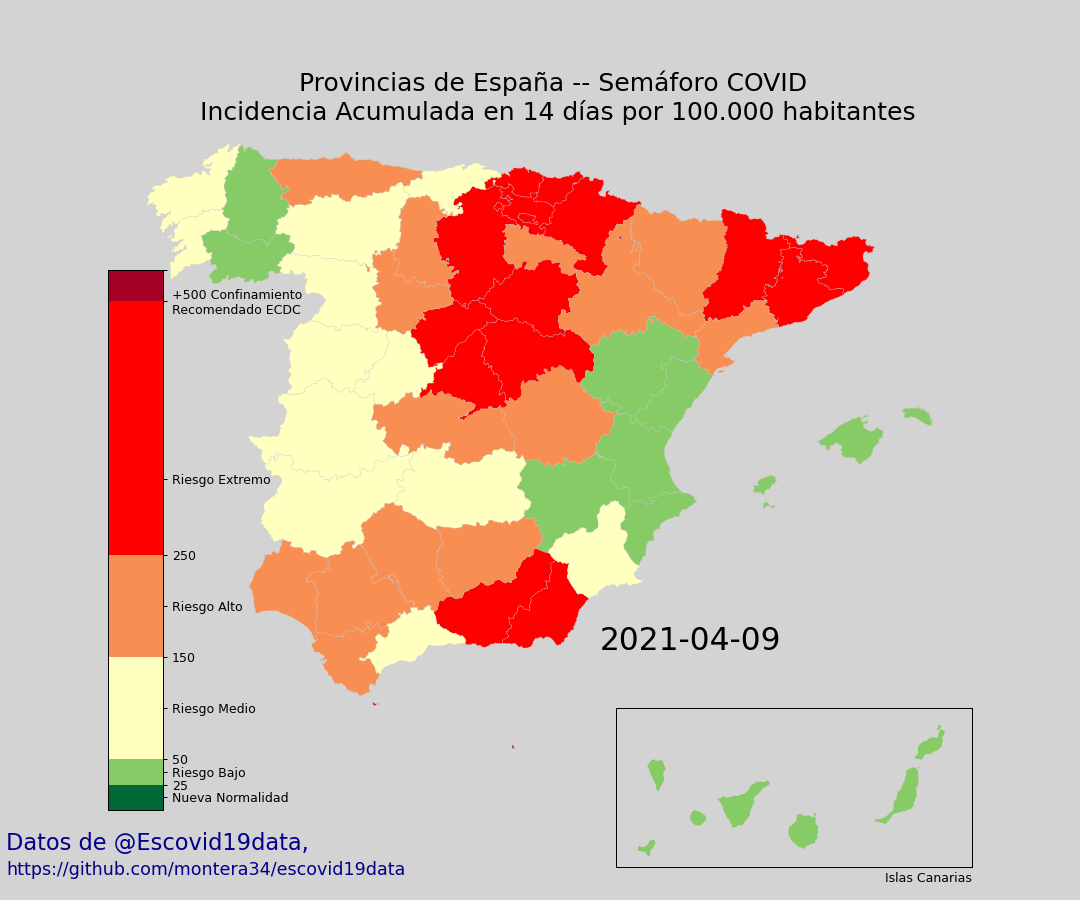 Provincias de España -- Semáforo COVID
Incidencia Acumulada en 14 días por 100.000 habitantes
+500 Confinamiento
Recomendado ECDC
Riesgo Extremo
250
Riesgo Alto
150
Riesgo Medio
50
Riesgo Bajo
25
Nueva Normalidad
2021-04-09
Islas Canarias
Datos de @Escovid19data,
https://github.com/montera34/escovid19data